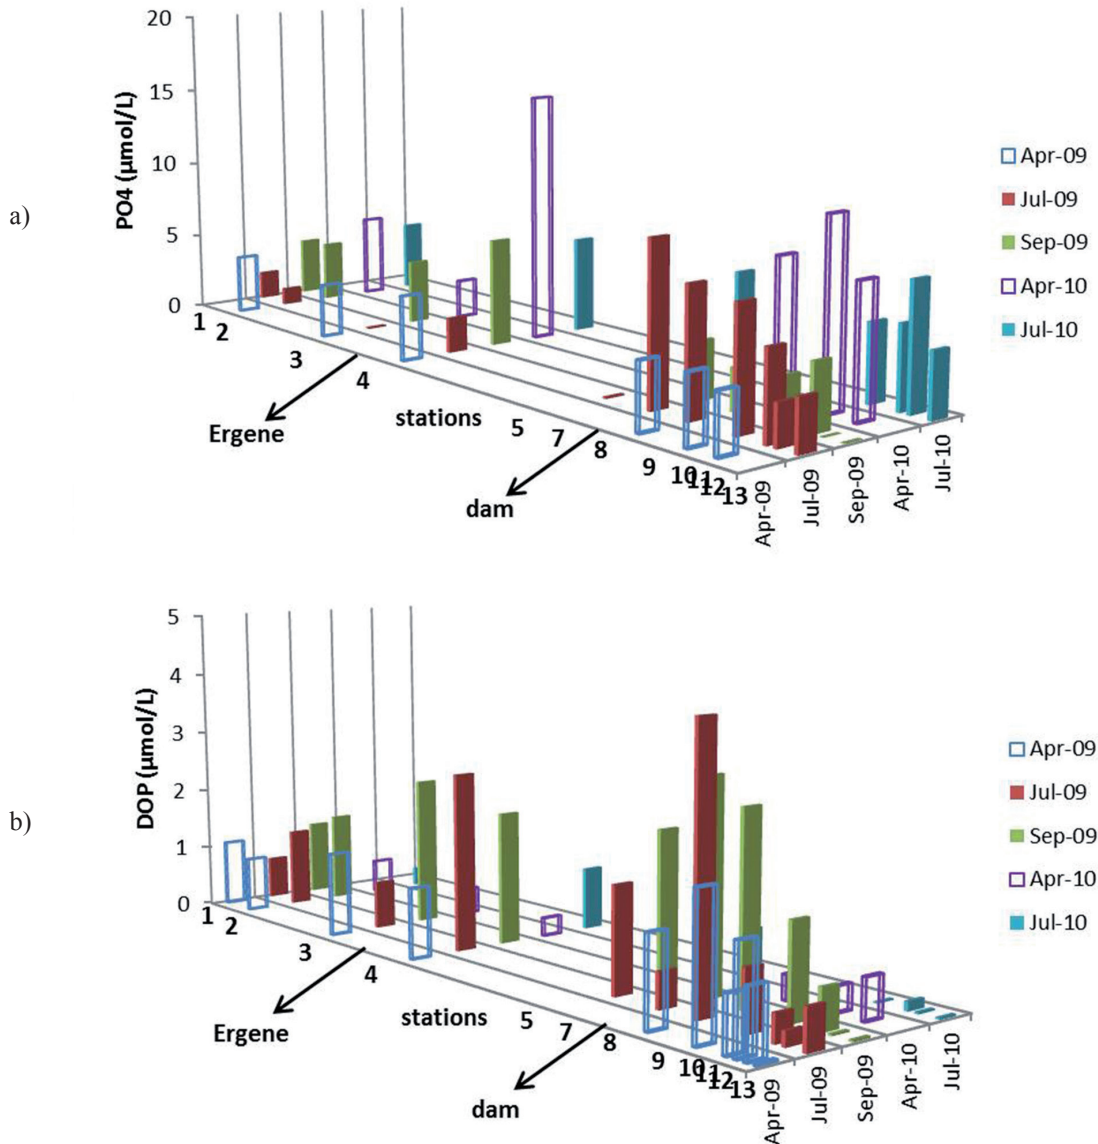 a)
PO4 (µmol/L)
20
15
10
5
0
1
2
3
4
5
7
8
9
10
11
12
13
Ergene
stations
dam
Apr-09
Jul-09
Sep-09
Apr-10
Jul-10
Apr-09
Jul-09
Sep-09
Apr-10
Jul-10
b)
DOP (µmol/L)
5
4
3
2
1
0
1
2
3
4
5
7
8
9
10
11
12
13
Ergene
stations
dam
Apr-09
Jul-09
Sep-09
Apr-10
Jul-10
Apr-09
Jul-09
Sep-09
Apr-10
Jul-10